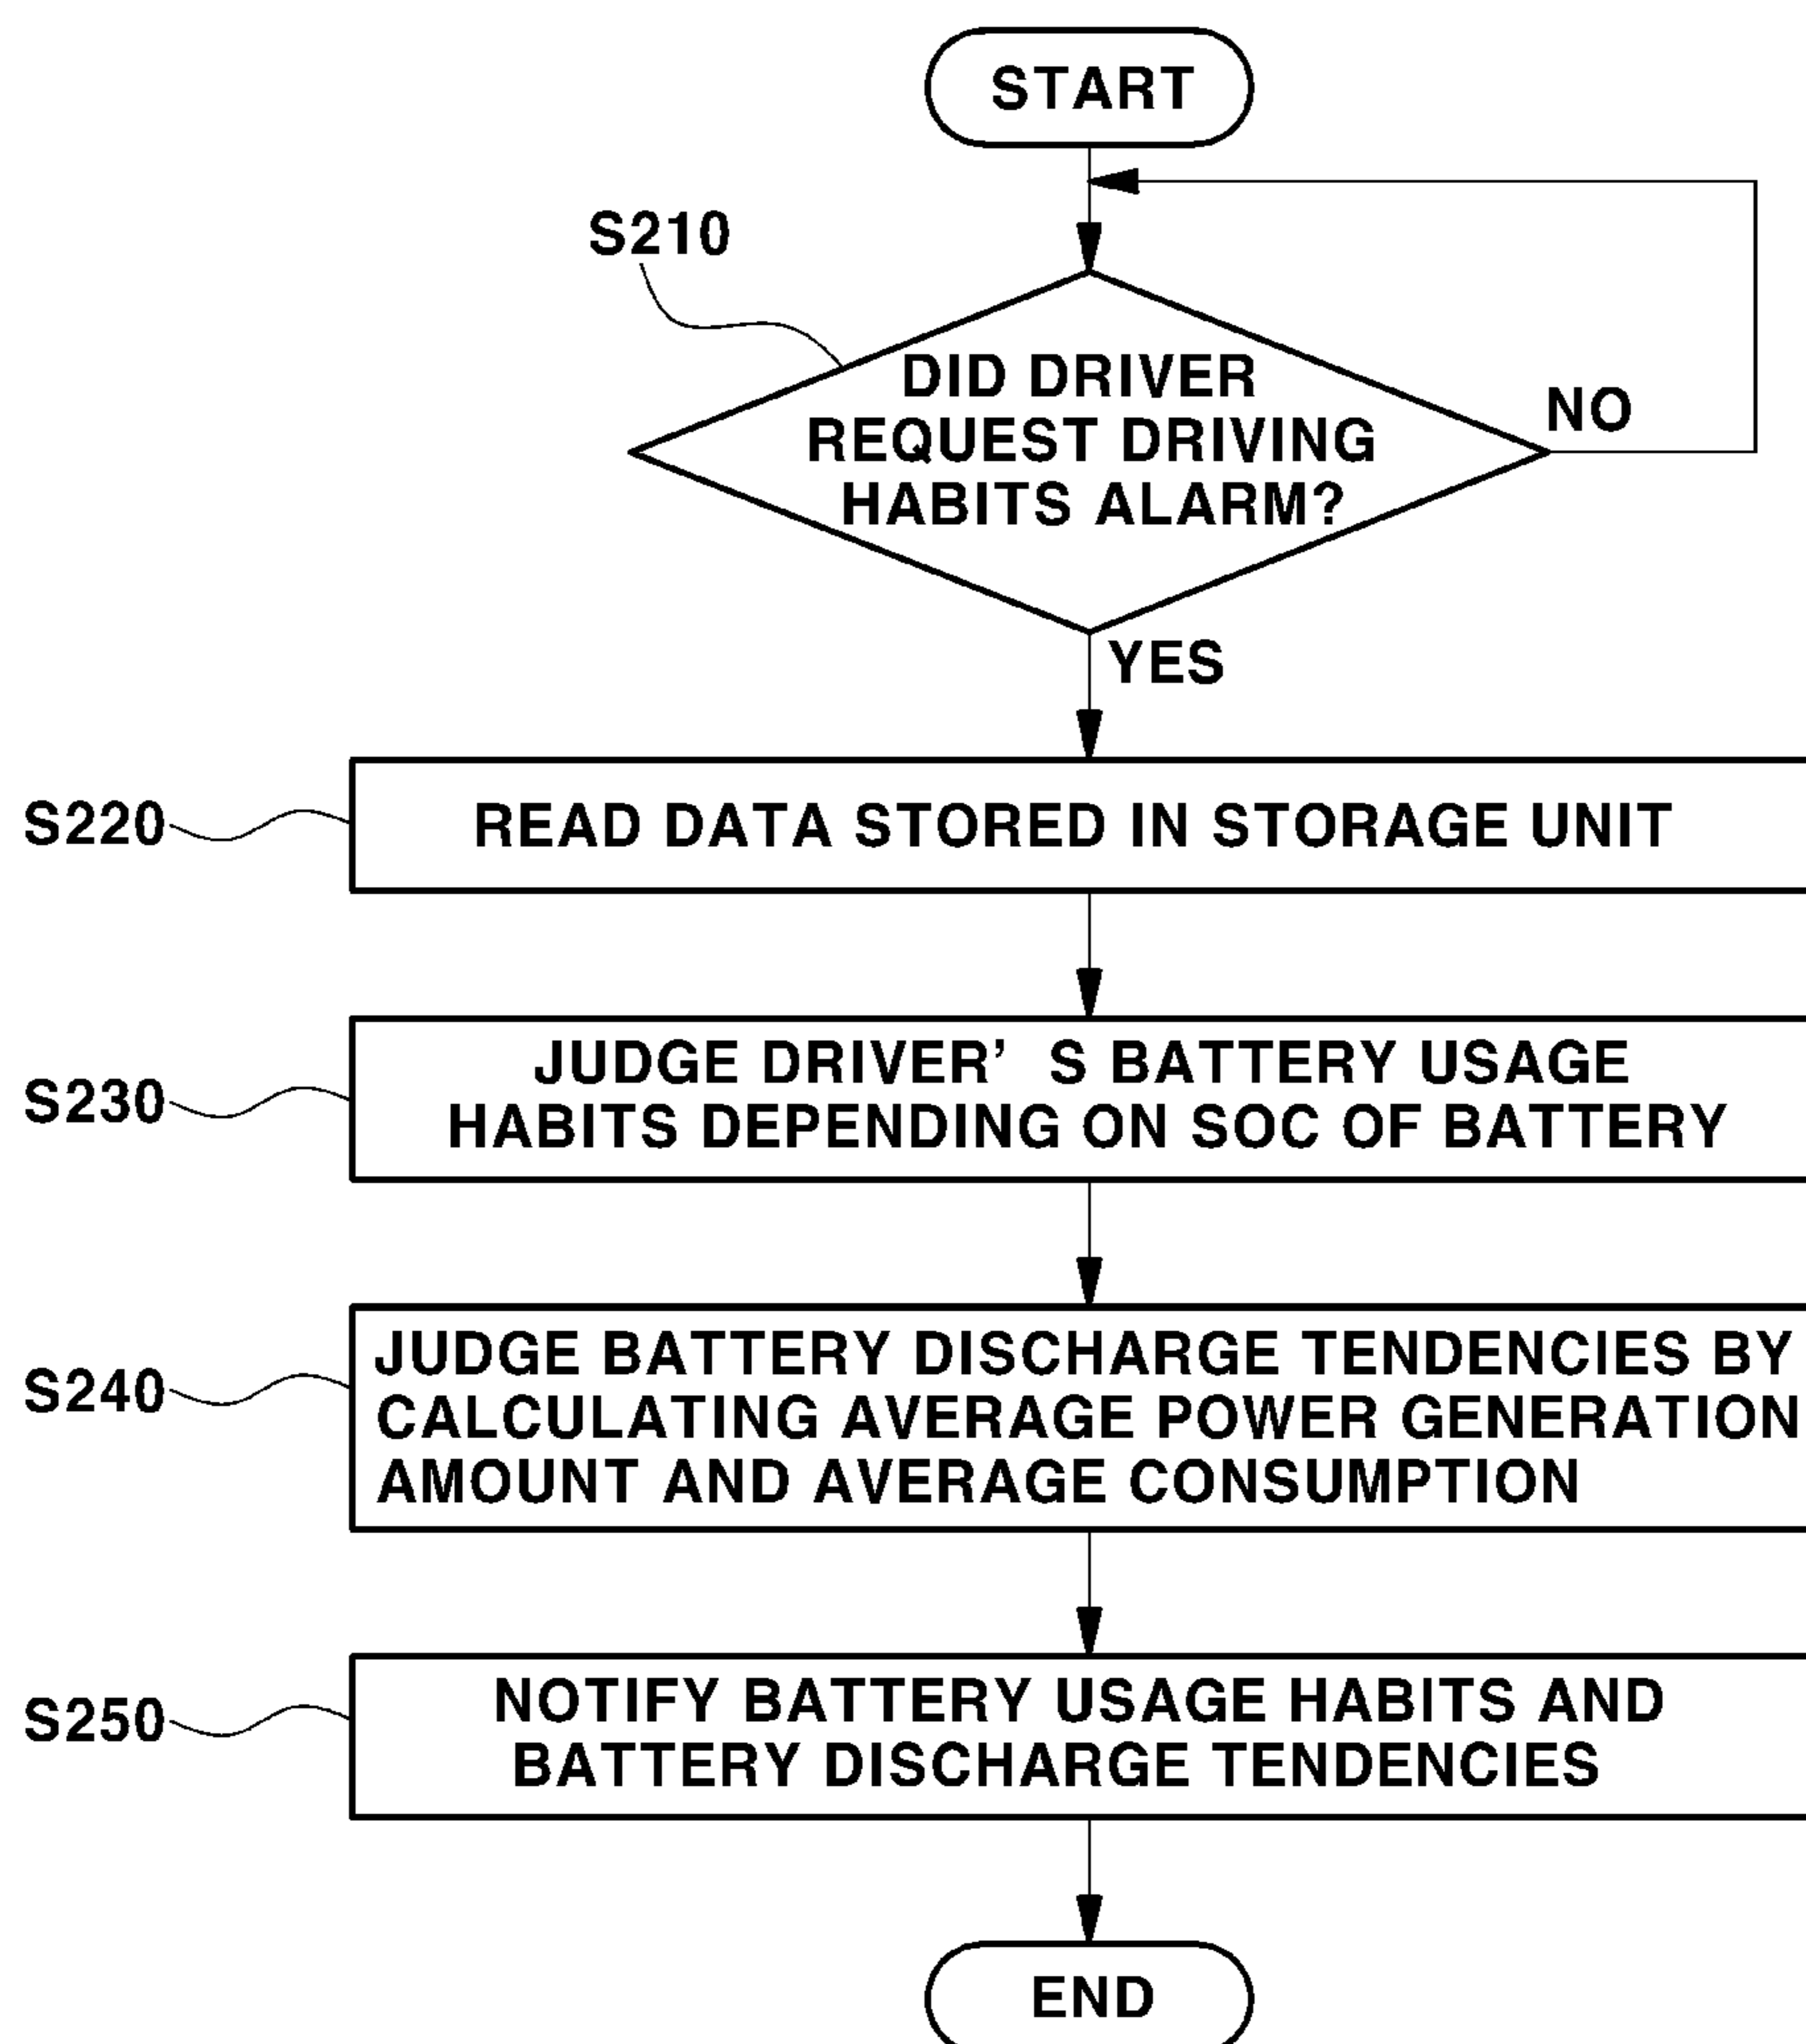 START
S210
DID DRIVER
REQUEST DRIVING
HABITS ALARM?
NO
YES
S220
READ DATA STORED IN STORAGE UNIT
S230
JUDGE DRIVER’ S BATTERY USAGE
HABITS DEPENDING ON SOC OF BATTERY
S240
JUDGE BATTERY DISCHARGE TENDENCIES BY
CALCULATING AVERAGE POWER GENERATION
AMOUNT AND AVERAGE CONSUMPTION
S250
NOTIFY BATTERY USAGE HABITS AND
BATTERY DISCHARGE TENDENCIES
END